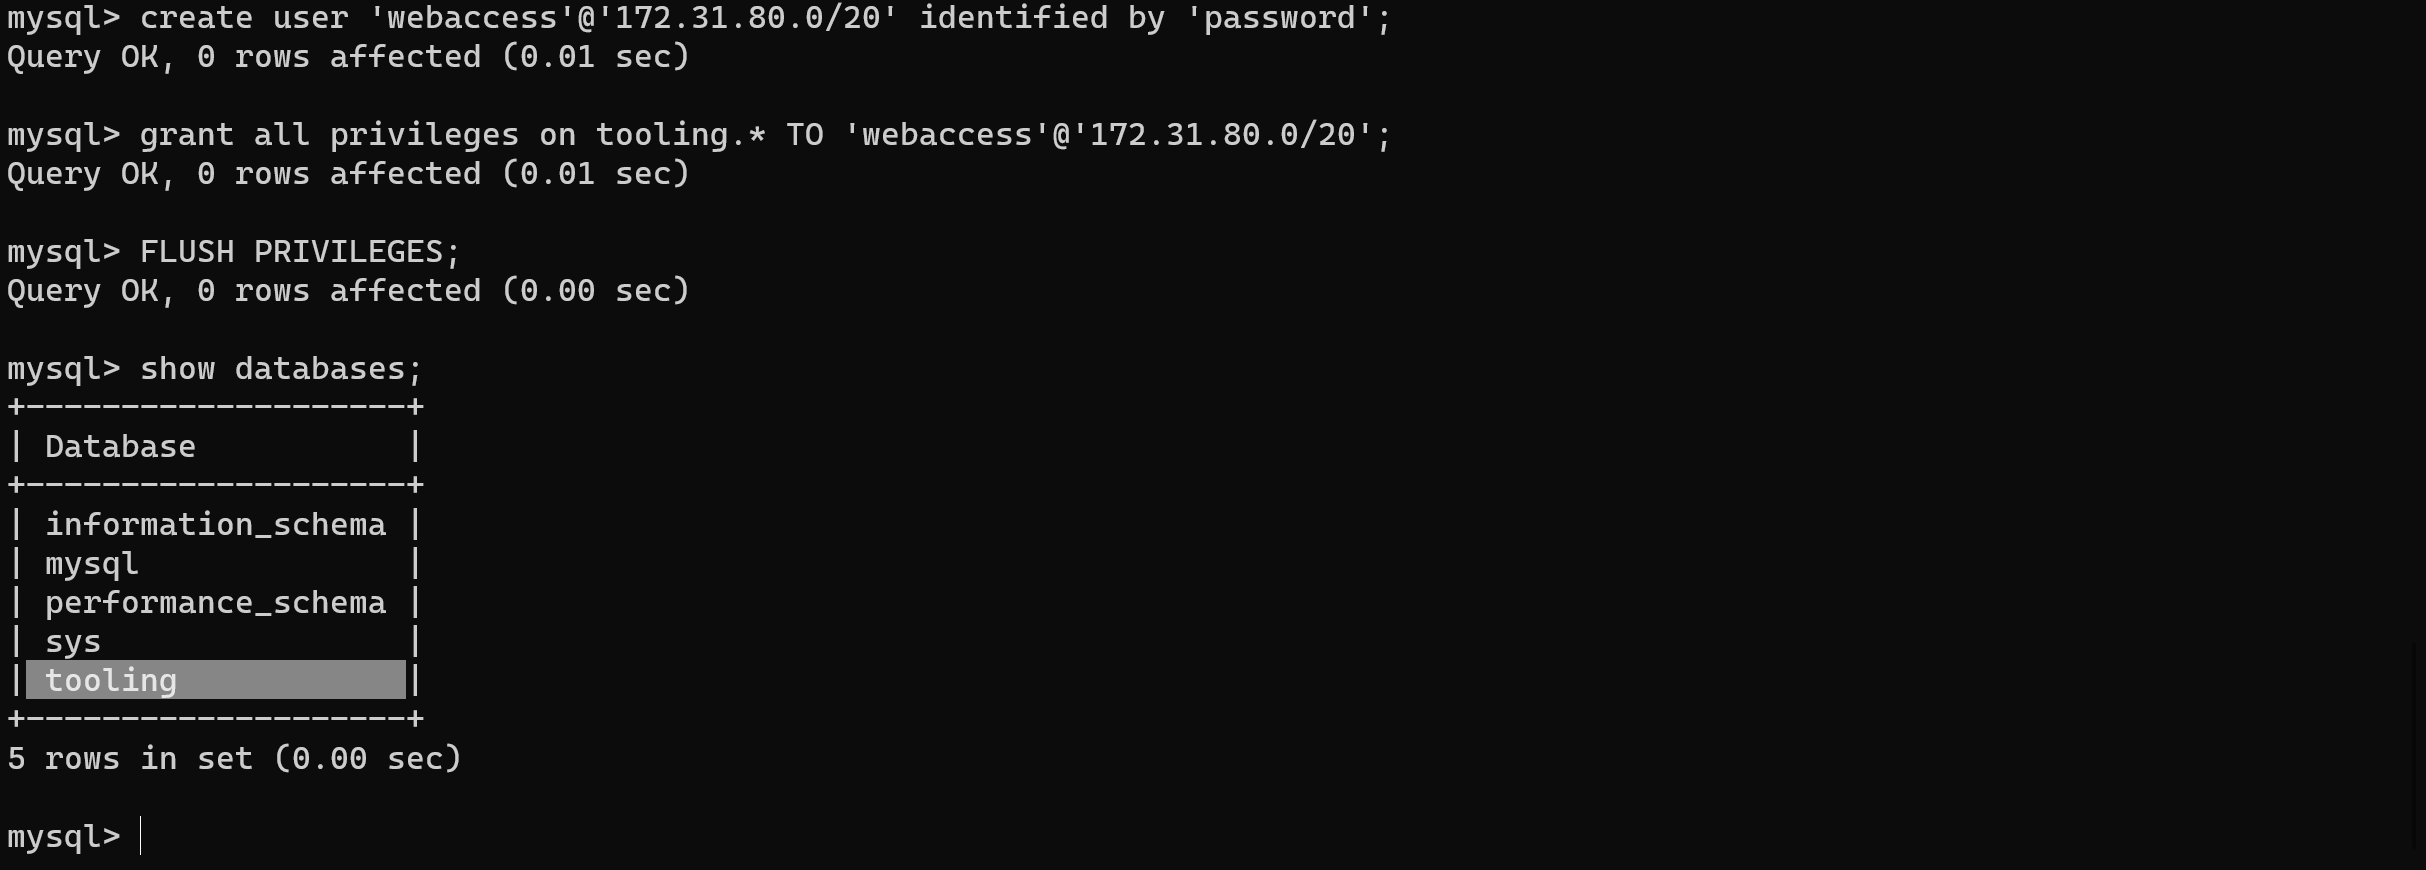 mysql> create user 'webaccess'@'172.31.80.0/20' identified by 'password';
Query OK, 0 rows affected (0.01 sec)

mysql> grant all privileges on tooling.* TO 'webaccess'@'172.31.80.0/20';
Query OK, 0 rows affected (0.01 sec)

mysql> FLUSH PRIVILEGES;
Query OK, 0 rows affected (0.00 sec)

mysql> show databases;
+--------------------+
| Database           |
+--------------------+
| information_schema |
| mysql              |
| performance_schema |
| sys                |
| tooling            |
+--------------------+
5 rows in set (0.00 sec)

mysql>